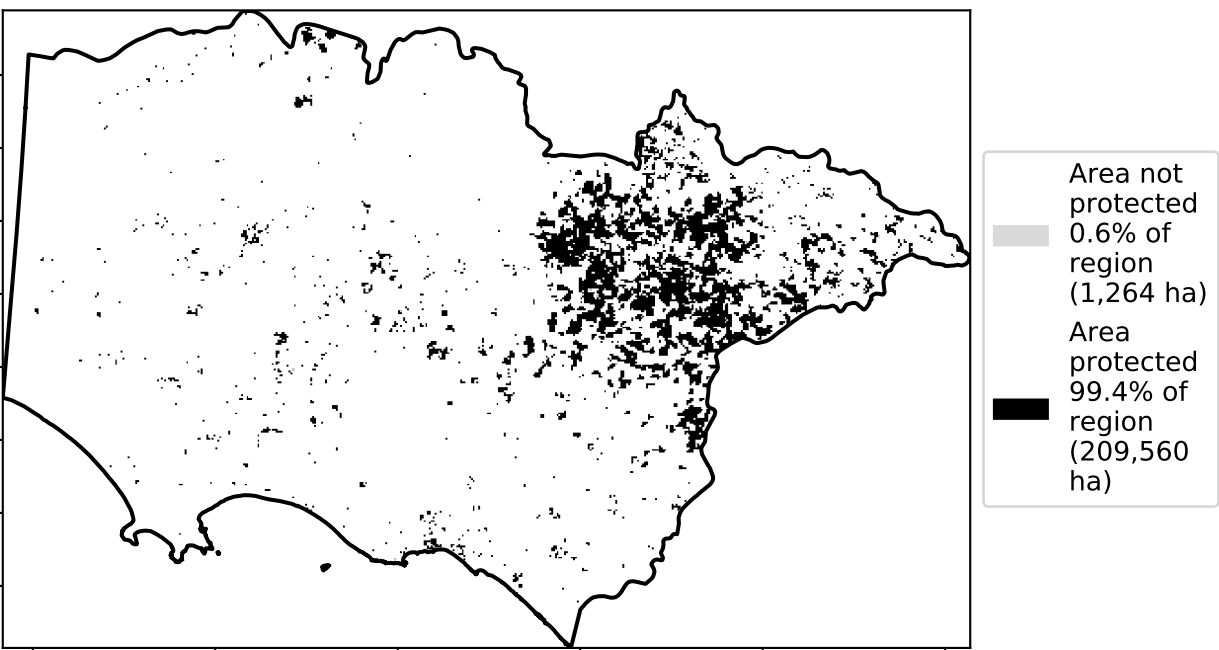 Area not
protected
0.6% of
region
(1,264 ha)
Area
protected
99.4% of
region
(209,560
ha)